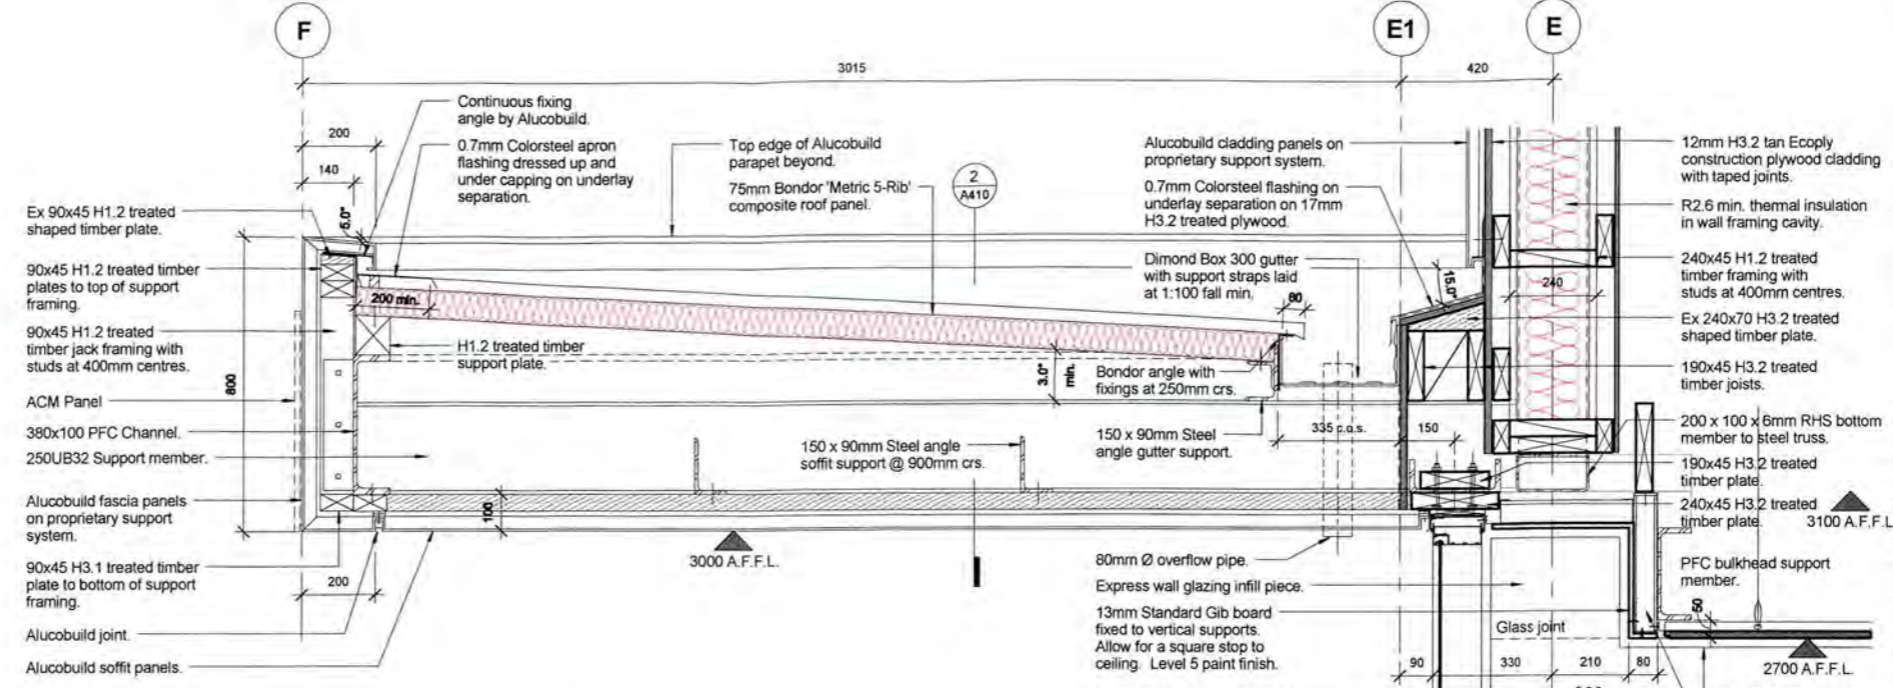 F
E1
E
3015
420
Continuous fixing
angle by Alucobuild.
200
0.7mm Colorsteel apron
flashing dressed up and
under capping on underlay
separation.
140
Top edge of Alucobuild
parapet beyond.
75mm Bondor 'Metric 5-Rib'
composite roof panel.
2
A410
Alucobuild cladding panels on
proprietary support system.
0.7mm Colorsteel flashing on
underlay separation on 17mm
H3.2 treated plywood.
Dimond Box 300 gutter
with support straps laid
at 1:100 fall min.
80
15.0°
240
12mm H3.2 tan Ecoply
construction plywood cladding
with taped joints.
R2.6 min. thermal insulation
in wall framing cavity.
240x45 H1.2 treated
timber framing with
studs at 400mm centres.
Ex 240x70 H3.2 treated
shaped timber plate.
190x45 H3.2 treated
timber joists.
200 x 100 x 6mm RHS bottom
member to steel truss.
190x45 H3.2 treated
timber plate.
240x45 H3.2 treated
timber plate.
3100 A.F.F.L.
PFC bulkhead support
member.
50
2700 A.F.F.L.
Ex 90x45 H1.2 treated
shaped timber plate.
5.0°
90x45 H1.2 treated timber
plates to top of support
framing.
90x45 H1.2 treated
timber jack framing with
studs at 400mm centres.
800
ACM Panel
380x100 PFC Channel.
250UB32 Support member.
Alucobuild fascia panels
on proprietary support
system.
90x45 H3.1 treated timber
plate to bottom of support
framing.
200
Alucobuild joint.
Alucobuild soffit panels.
200 min.
H1.2 treated timber
support plate.
3.0°
min.
Bondor angle with
fixings at 250mm crs.
150 x 90mm Steel angle
soffit support @ 900mm crs.
150 x 90mm Steel
angle gutter support.
335 c.o.s.
150
100
3000 A.F.F.L.
80mm Ø overflow pipe.
Express wall glazing infill piece.
13mm Standard Gib board
fixed to vertical supports.
Allow for a square stop to
ceiling. Level 5 paint finish.
Glass joint
90
330
210
80